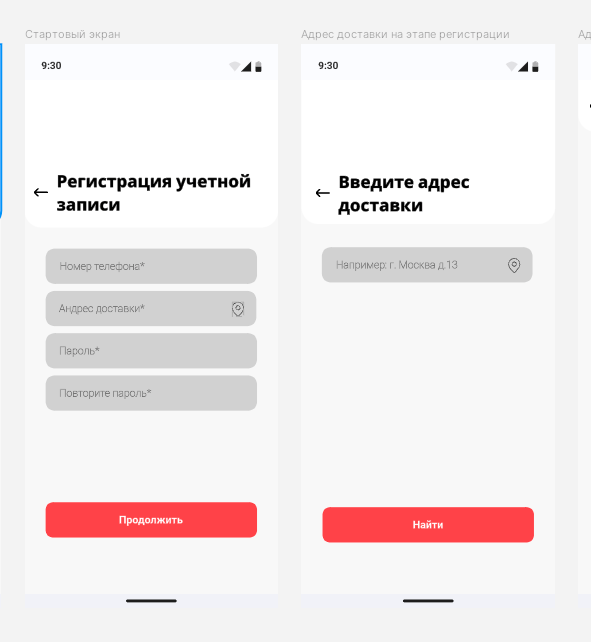 Стартовый экран
9:30
Регистрация учетной
записи
Номер телефона*
Андрес доставки*
Пароль*
Повторите пароль*
Продолжить
Адрес доставки на этапе регистрации
9:30
Введите адрес
доставки
Например: г. Москва д.13
Найти
Ад